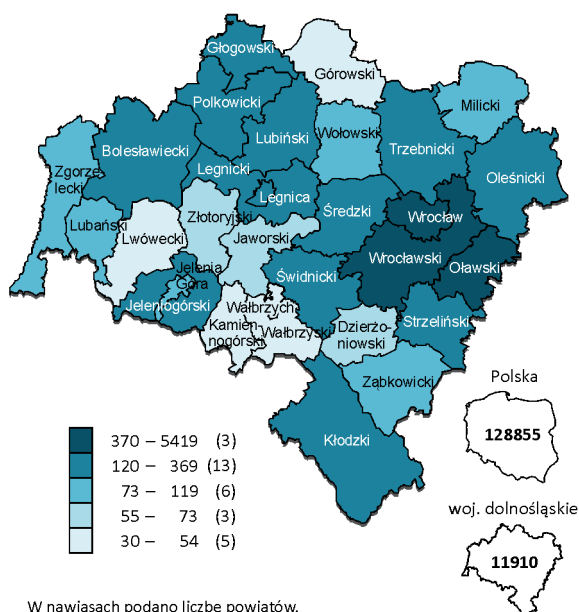 Głogowski
Górowski
Polkowicki
Milicki
Lubiński
Wołowski
Bolesławiecki
Trzebnicki
Zgorze-
lecki
Legnicki
Oleśnicki
Legnica
Lubański
Złotoryjski
Średzki
Wrocław
Lwówecki
Jaworski
Wrocławski
Jelenia
Góra
Oławski
Świdnicki
Jeleniogórski
Wałbrzych
Strzeliński
Kamien-
nogórski
Wałbrzyski
Dzierżo-
niowski
Ząbkowicki
Polska
128855
Kłodzki
370 – 5419 (3)
120 – 369 (13)
73 – 119 (6)
55 – 73 (3)
30 – 54 (5)
woj. dolnośląskie
11910
W nawiasach podano liczbę powiatów.